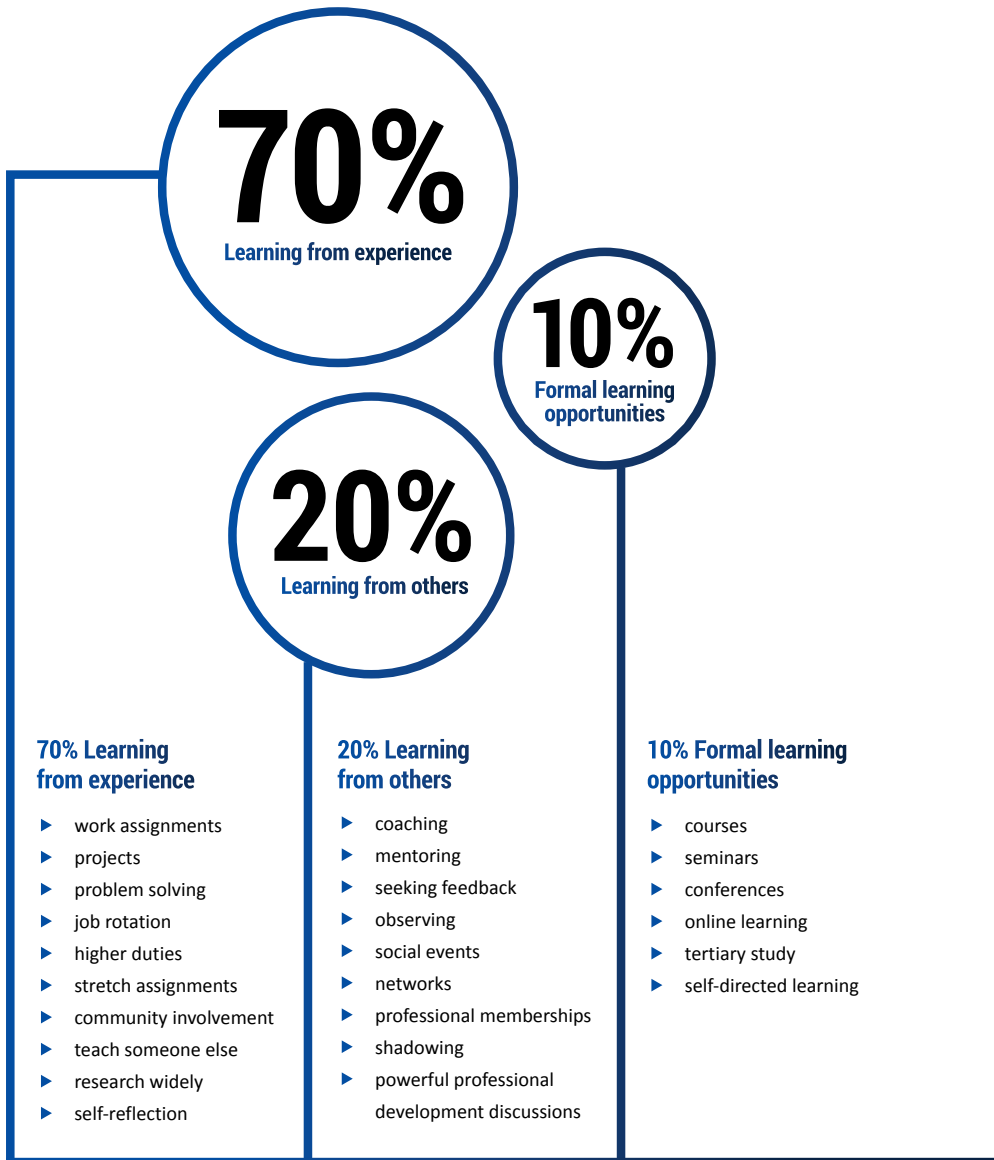 70%
Learning from experience
10%
Formal learning
opportunities
20%
Learning from others
70% Learning
from experience
work assignments
projects
problem solving
job rotation
higher duties
stretch assignments
community involvement
teach someone else
research widely
self-reflection
20% Learning
from others
coaching
mentoring
seeking feedback
observing
social events
networks
professional memberships
shadowing
powerful professional
development discussions
10% Formal learning
opportunities
courses
seminars
conferences
online learning
tertiary study
self-directed learning